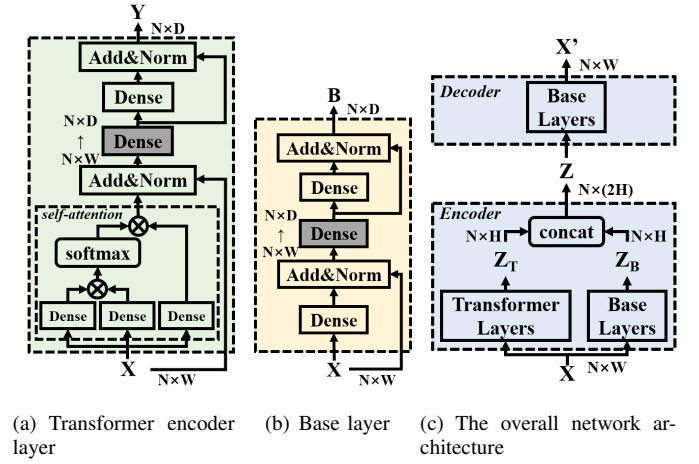 Y
N×D
Add&Norm
Dense
N×D
↑
N×W
Dense
Add&Norm
self-attention
softmax
Dense
Dense
Dense
X
N×W
(a) Transformer encoder
layer
B
N×D
Add&Norm
Dense
N×D
↑
N×W
Dense
Add&Norm
Dense
X
N×W
(b) Base layer
X’
N×W
Decoder
Base
Layers
Z
N×(2H)
Encoder
N×H
concat
N×H
Z_T
Z_B
Transformer
Layers
Base
Layers
X
N×W
(c) The overall network ar-
chitecture